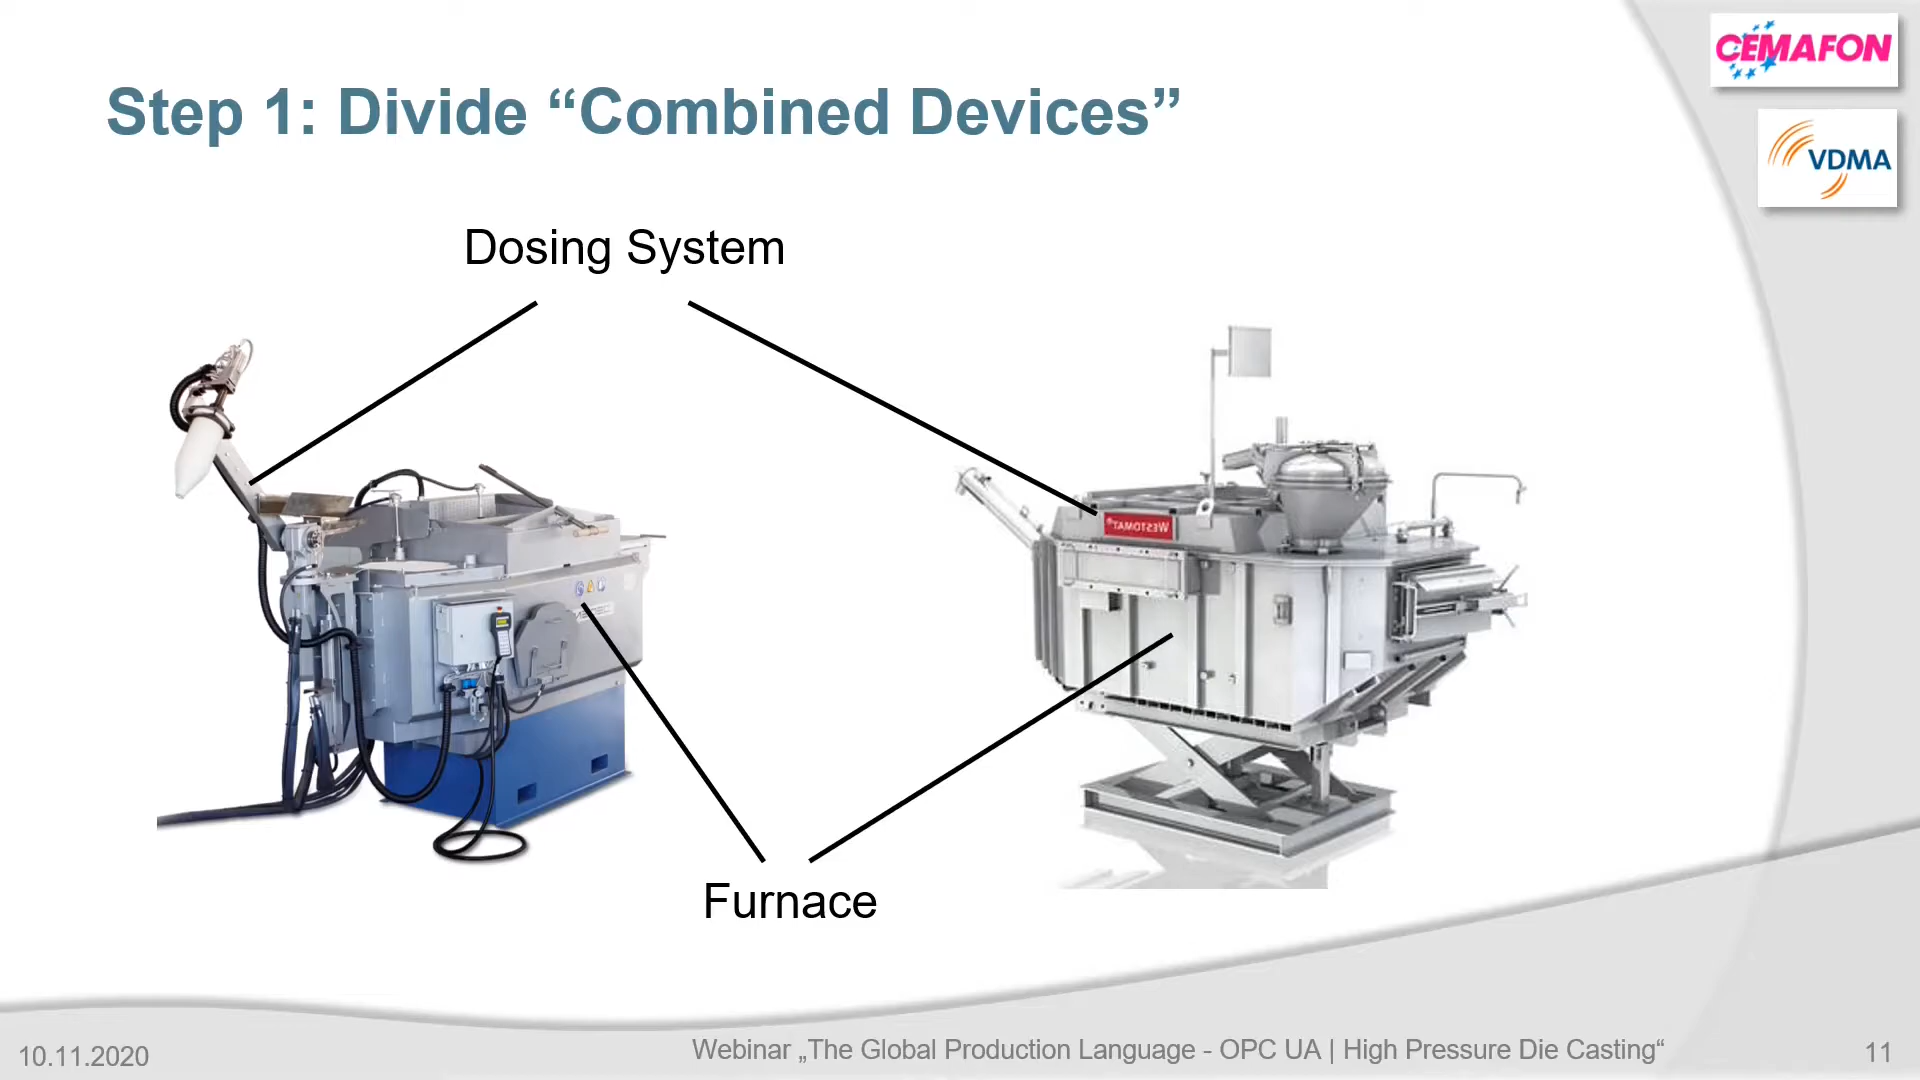 CEMAFON
Step 1: Divide “Combined Devices”
VDMA
Dosing System
WESTOMAT®
Furnace
10.11.2020
Webinar „The Global Production Language - OPC UA | High Pressure Die Casting“
11